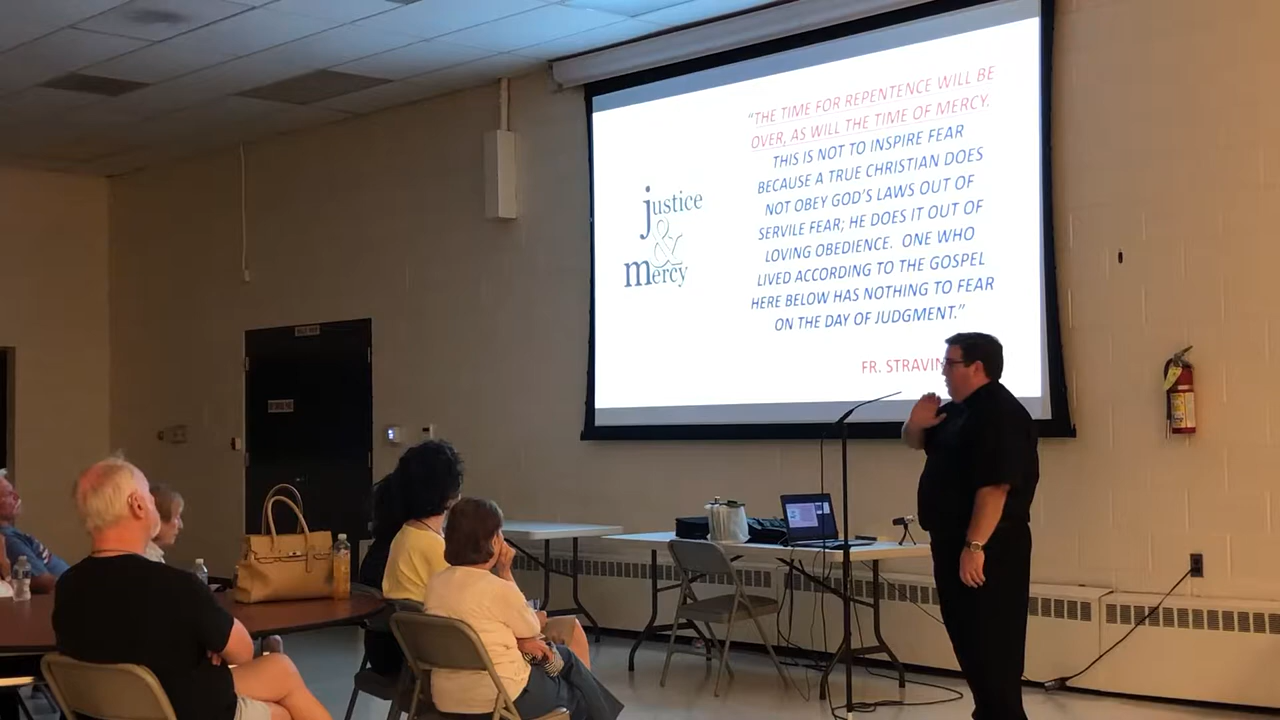 "THE TIME FOR REPENTENCE WILL BE
OVER, AS WILL THE TIME OF MERCY.
THIS IS NOT TO INSPIRE FEAR
BECAUSE A TRUE CHRISTIAN DOES
NOT OBEY GOD'S LAWS OUT OF
SERVILE FEAR; HE DOES IT OUT OF
LOVING OBEDIENCE. ONE WHO
LIVED ACCORDING TO THE GOSPEL
HERE BELOW HAS NOTHING TO FEAR
ON THE DAY OF JUDGMENT."
FR. STRAVIN
justice
&
mercy